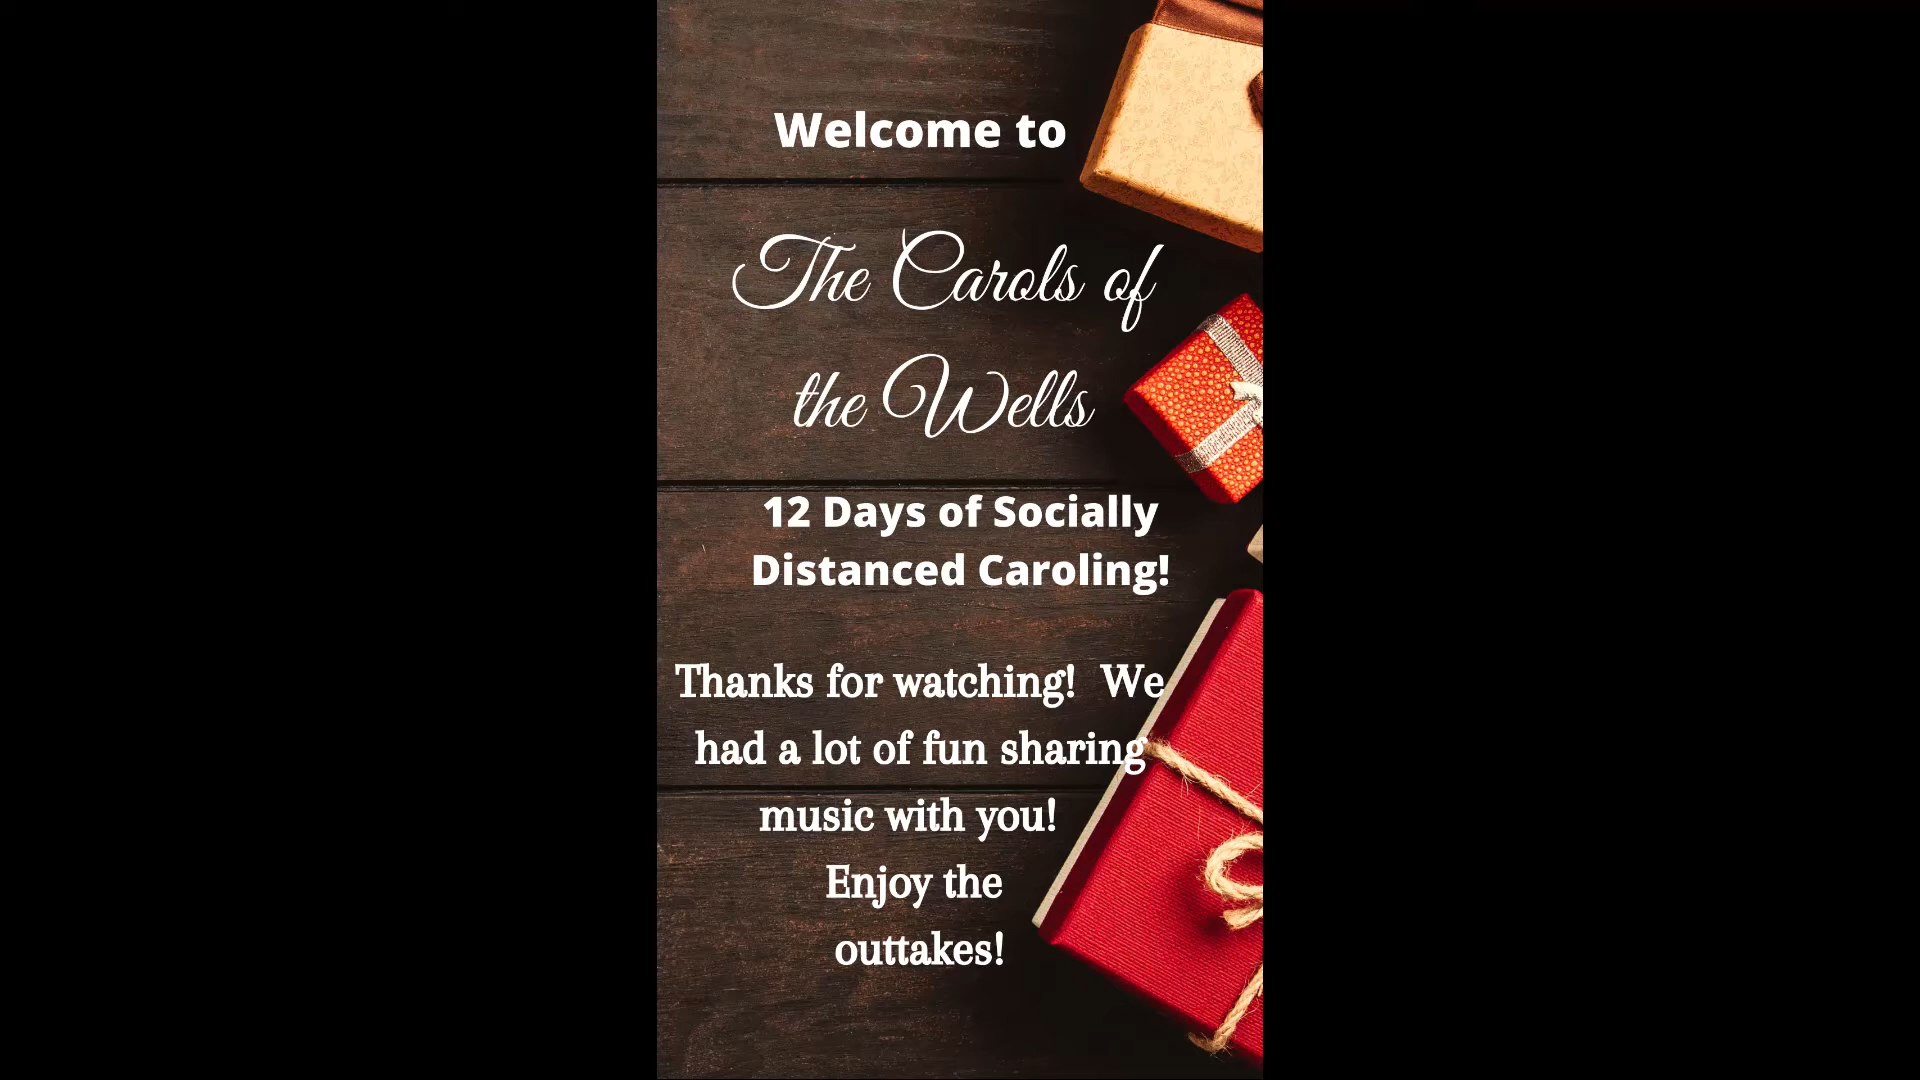 Welcome to
The Carols of
the Wells
12 Days of Socially
Distanced Caroling!
Thanks for watching!  We
had a lot of fun sharing
music with you!
Enjoy the
outtakes!